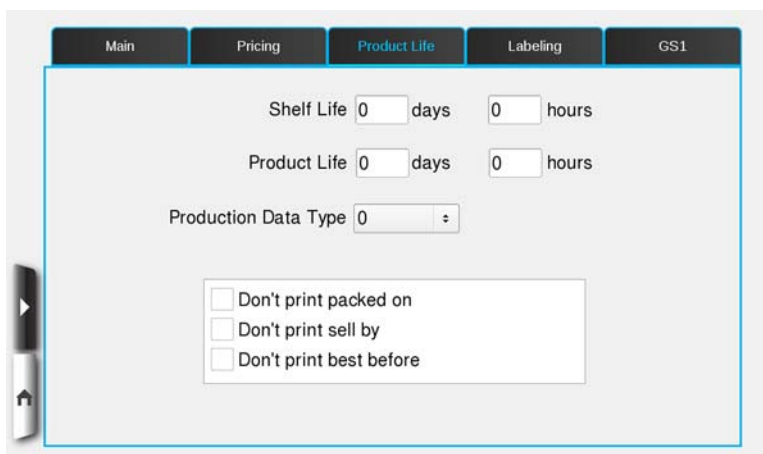 Main Pricing Product Life Labeling GS1
Shelf Life 0 days 0 hours
Product Life 0 days 0 hours
Production Data Type 0
Don't print packed on
Don't print sell by
Don't print best before